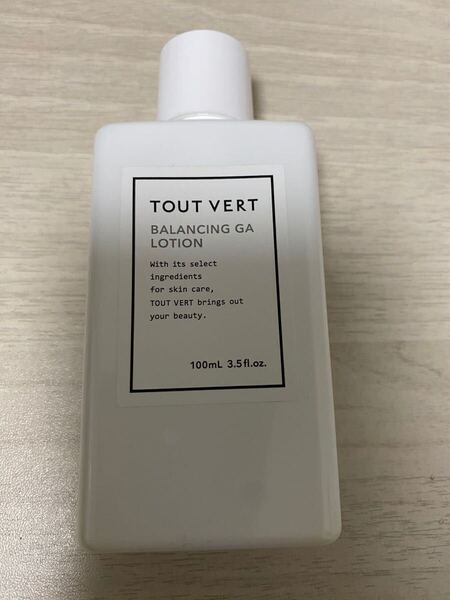 TOUT VERT
BALANCING GA
LOTION
With its select
ingredients
for skin care,
TOUT VERT brings out
your beauty.
100mL 3.5fl.oz.